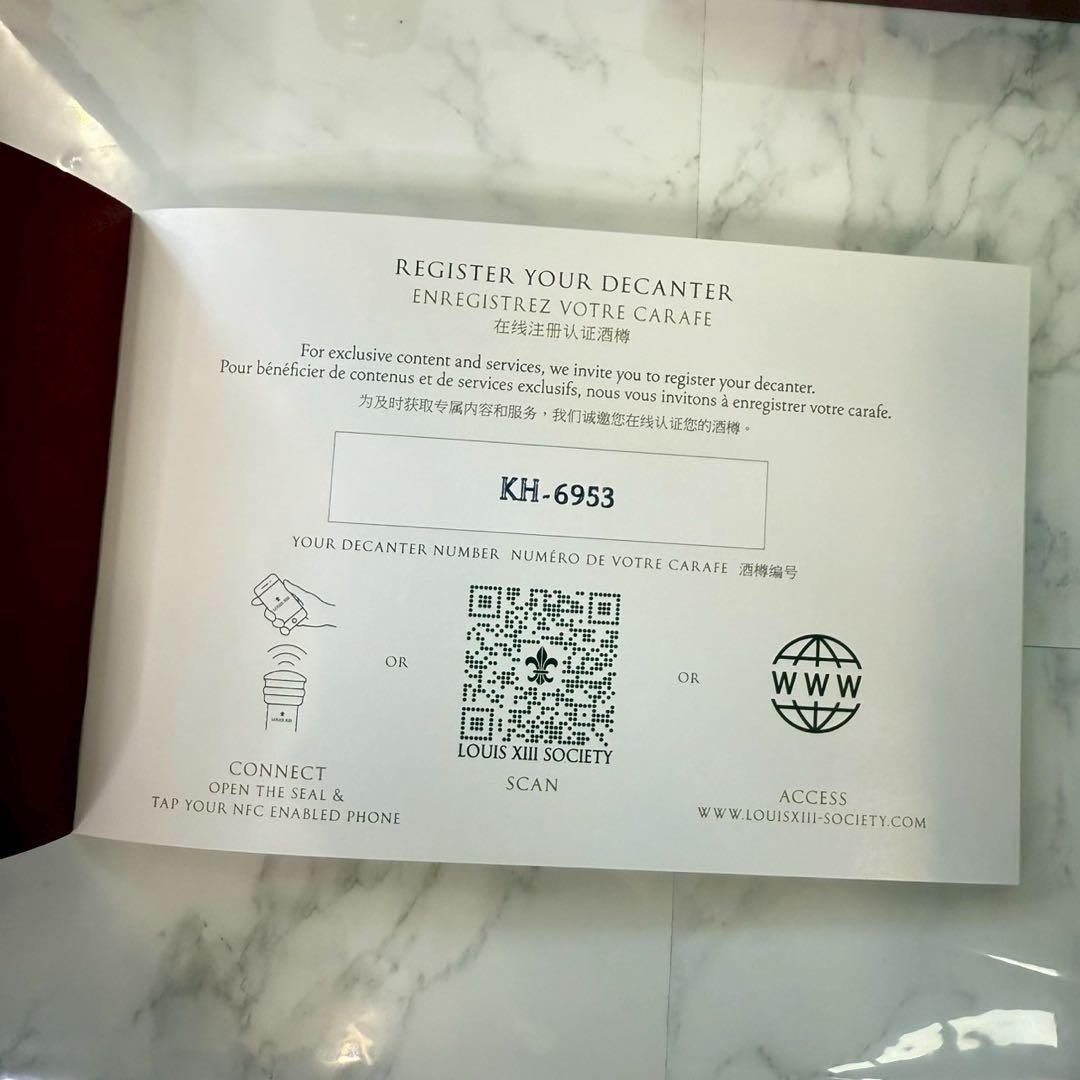 REGISTER YOUR DECANTER
ENREGISTREZ VOTRE CARAFE
在线注册认证酒樽
For exclusive content and services, we invite you to register your decanter.
Pour bénéficier de contenus et de services exclusifs, nous vous invitons à enregistrer votre carafe.
为及时获取专属内容和服务，我们诚邀您在线认证您的酒樽。
KH-6953
YOUR DECANTER NUMBER NUMÉRO DE VOTRE CARAFE 酒樽编号
LOUIS XIII
LOUIS XIII
OR
OR
WWW
LOUIS XIII SOCIETY
CONNECT
OPEN THE SEAL &
TAP YOUR NFC ENABLED PHONE
SCAN
ACCESS
WWW.LOUISXIII-SOCIETY.COM